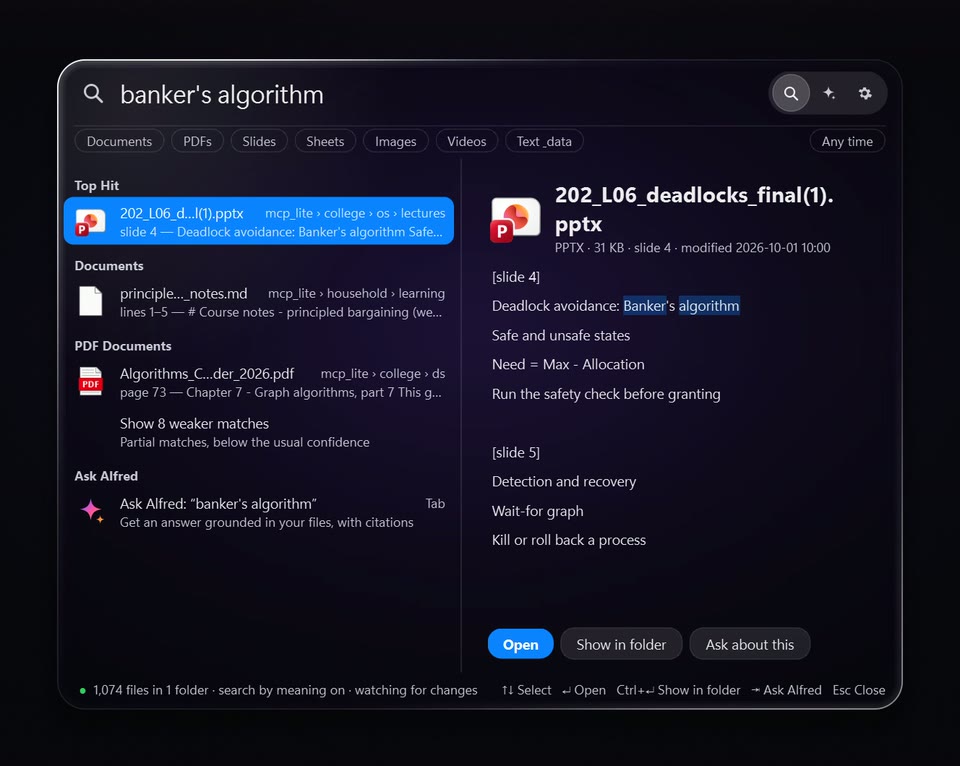 banker's algorithm
Documents PDFs Slides Sheets Images Videos Text_data Any time
Top Hit
202_L06_d...l(1).pptx mcp_lite › college › os › lectures
slide 4 — Deadlock avoidance: Banker's algorithm Safe...
Documents
principle..._notes.md mcp_lite › household › learning
lines 1–5 — # Course notes - principled bargaining (we...
PDF Documents
PDF
Algorithms_C...der_2026.pdf mcp_lite › college › ds
page 73 — Chapter 7 - Graph algorithms, part 7 This g...
Show 8 weaker matches
Partial matches, below the usual confidence
Ask Alfred
Ask Alfred: “banker's algorithm” Tab
Get an answer grounded in your files, with citations
P
202_L06_deadlocks_final(1).
pptx
PPTX · 31 KB · slide 4 · modified 2026-10-01 10:00
[slide 4]
Deadlock avoidance: Banker's algorithm
Safe and unsafe states
Need = Max - Allocation
Run the safety check before granting
[slide 5]
Detection and recovery
Wait-for graph
Kill or roll back a process
Open Show in folder Ask about this
1,074 files in 1 folder · search by meaning on · watching for changes
↑↓ Select ↵ Open Ctrl+↵ Show in folder ⇥ Ask Alfred Esc Close